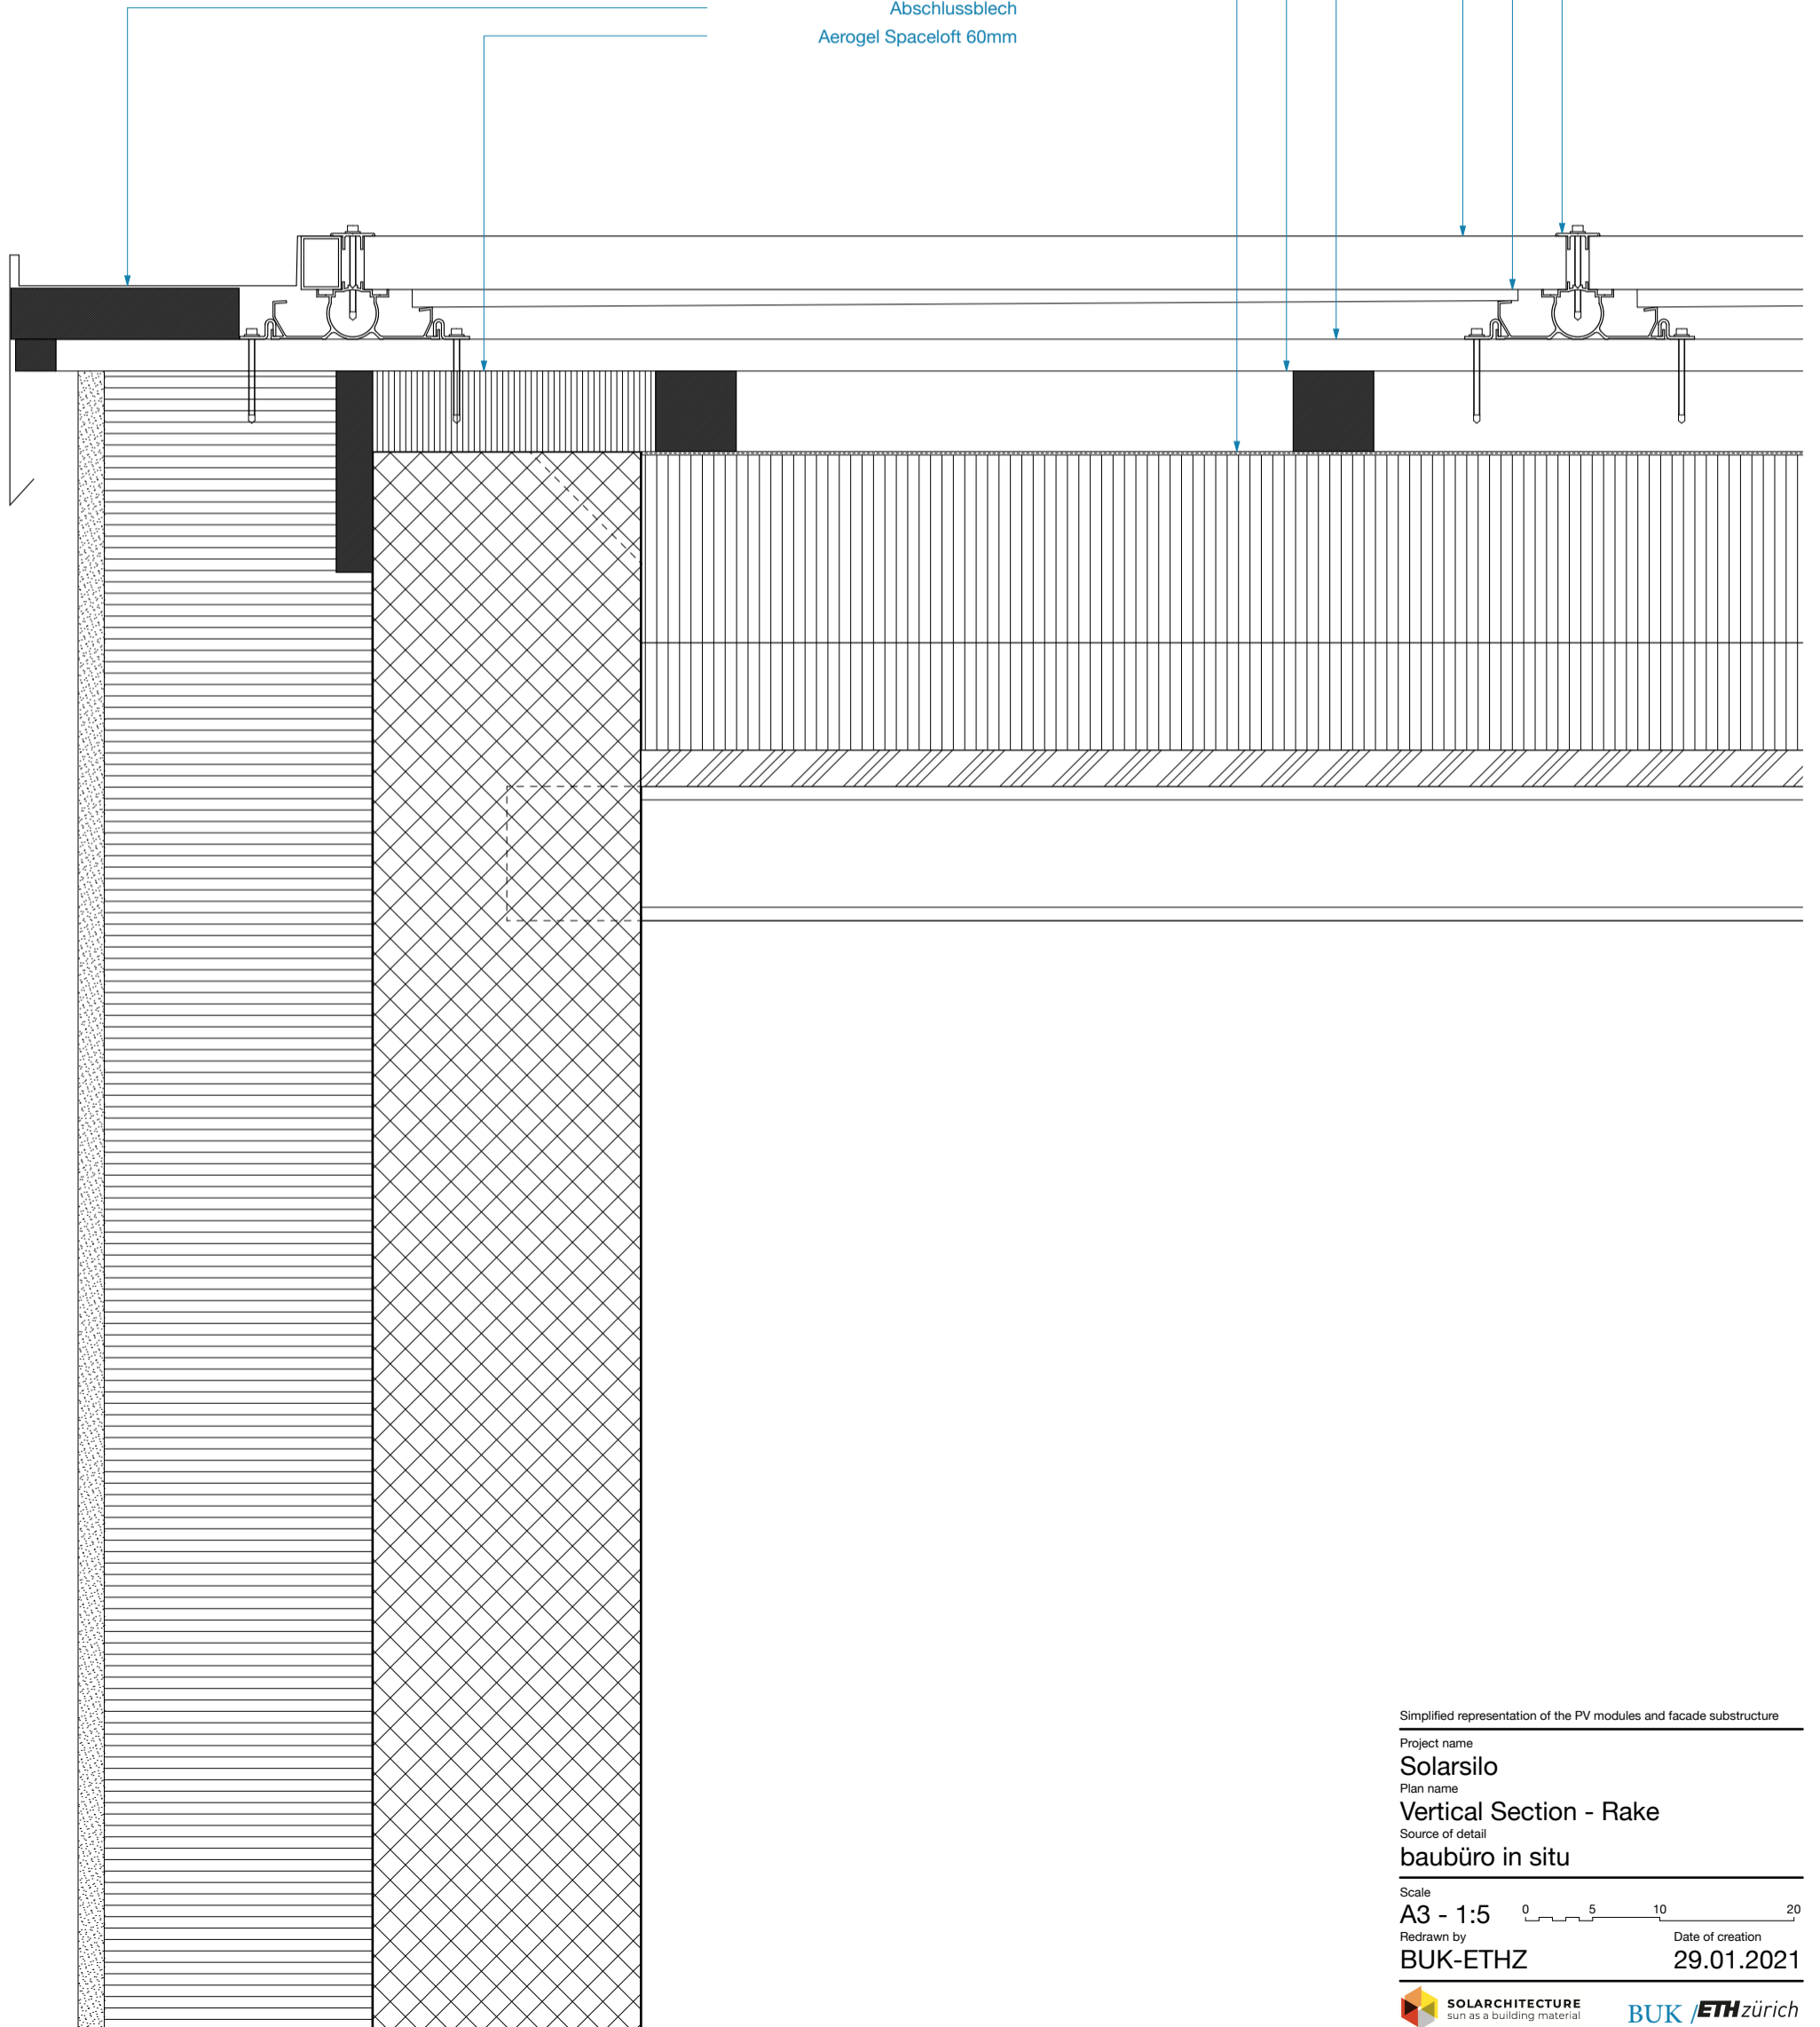 Abschlussblech
Aerogel Spaceloft 60mm
Simplified representation of the PV modules and facade substructure
Project name
Solarsilo
Plan name
Vertical Section - Rake
Source of detail
baubüro in situ
Scale
A3 - 1:5
0 5 10 20
Redrawn by
BUK-ETHZ
Date of creation
29.01.2021
SOLARCHITECTURE
sun as a building material
BUK / ETH zürich